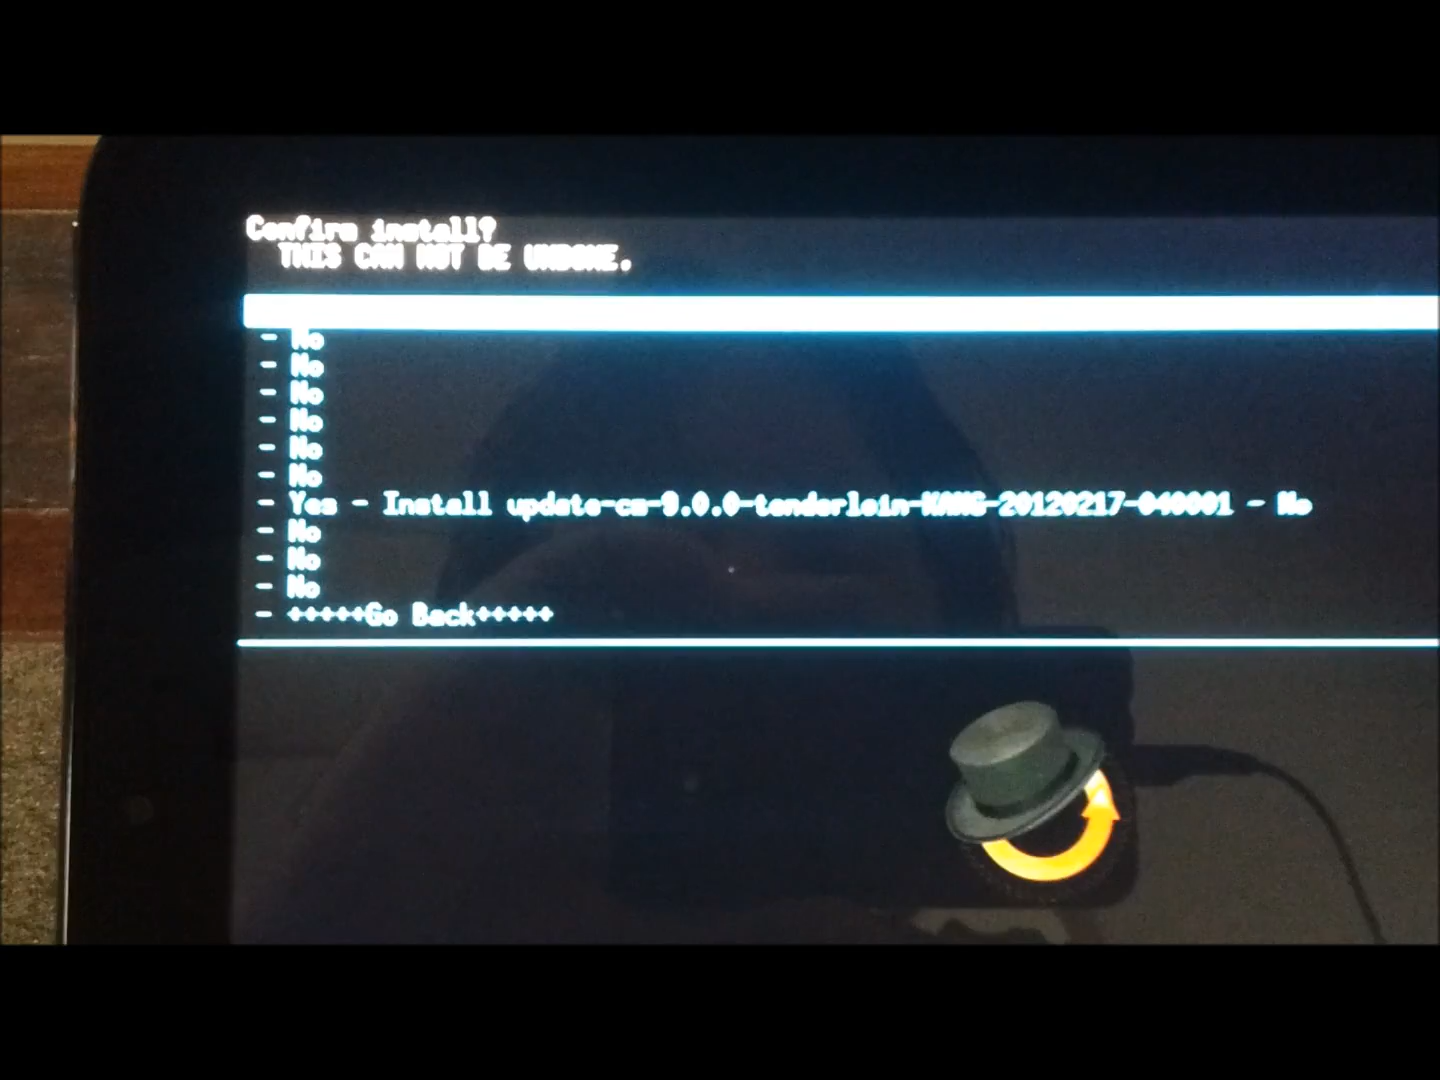 Confirm install?
THIS CAN NOT BE UNDONE.
- No
- No
- No
- No
- No
- No
- Yes - Install update-cm-9.0.0-tenderloin-KANG-20120217-040001 - No
- No
- No
- No
- +++++Go Back+++++